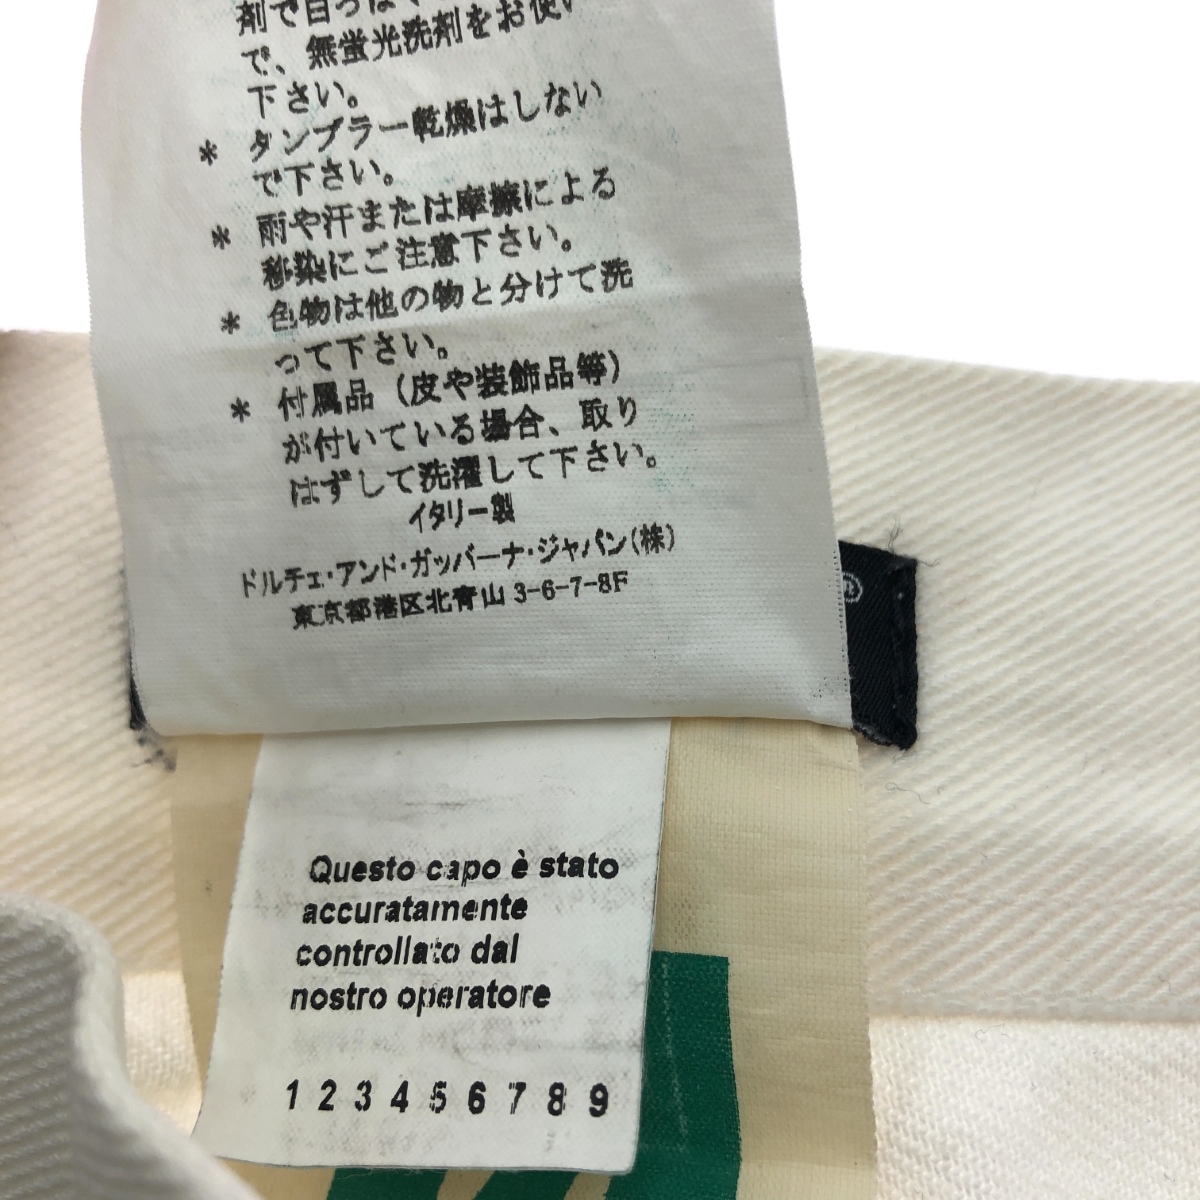 で、無蛍光洗剤をお使い
下さい。
* タンブラー乾燥はしない
で下さい。
* 雨や汗または摩擦による
移染にご注意下さい。
* 色物は他の物と分けて洗
って下さい。
* 付属品（皮や装飾品等）
が付いている場合、取り
はずして洗濯して下さい。
イタリー製
ドルチェ・アンド・ガッバーナ・ジャパン(株)
東京都港区北青山 3-6-7-8F
®
Questo capo è stato
accuratamente
controllato dal
nostro operatore
1 2 3 4 5 6 7 8 9